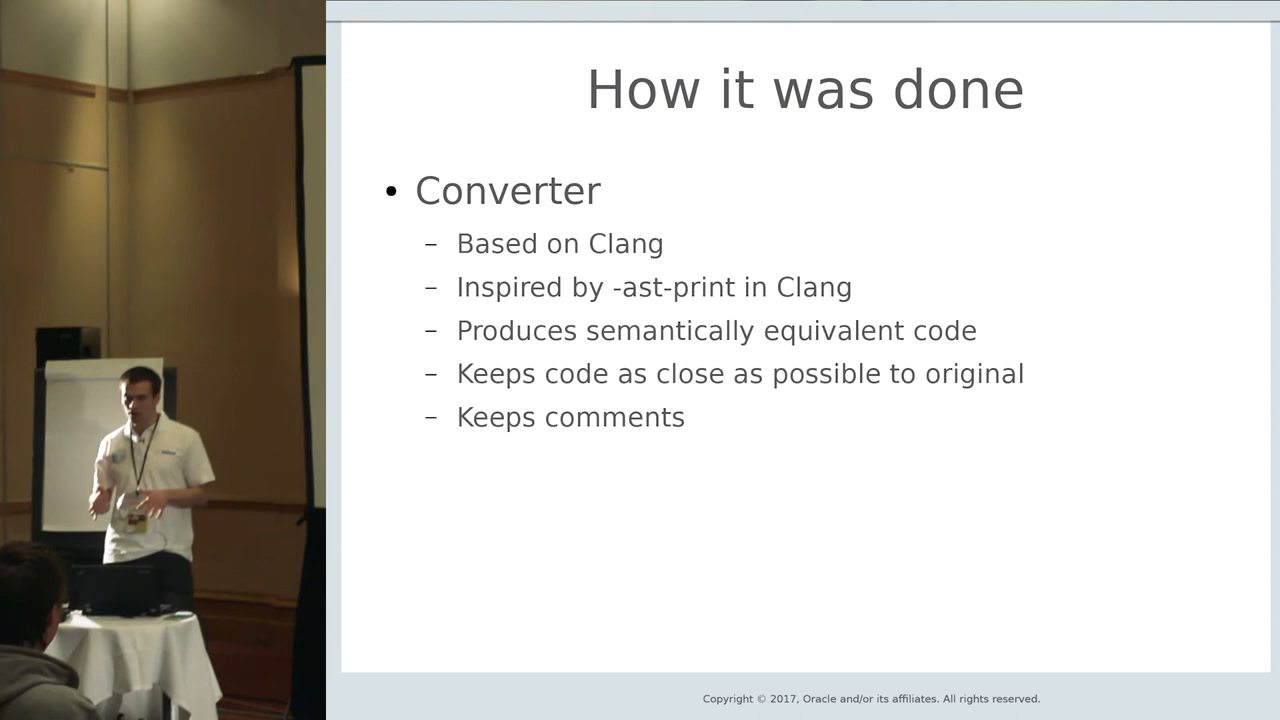 How it was done
• Converter
– Based on Clang
– Inspired by -ast-print in Clang
– Produces semantically equivalent code
– Keeps code as close as possible to original
– Keeps comments
Copyright © 2017, Oracle and/or its affiliates. All rights reserved.